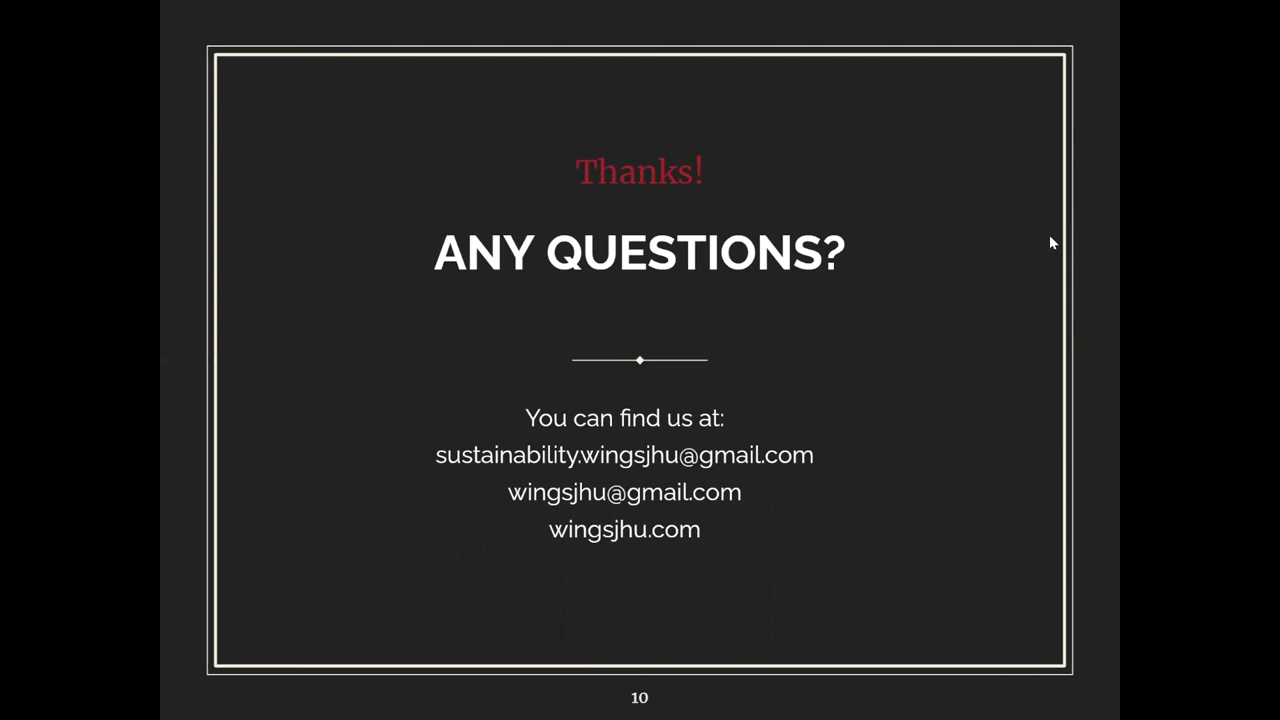 Thanks!
ANY QUESTIONS?
You can find us at:
sustainability.wingsjhu@gmail.com
wingsjhu@gmail.com
wingsjhu.com
10